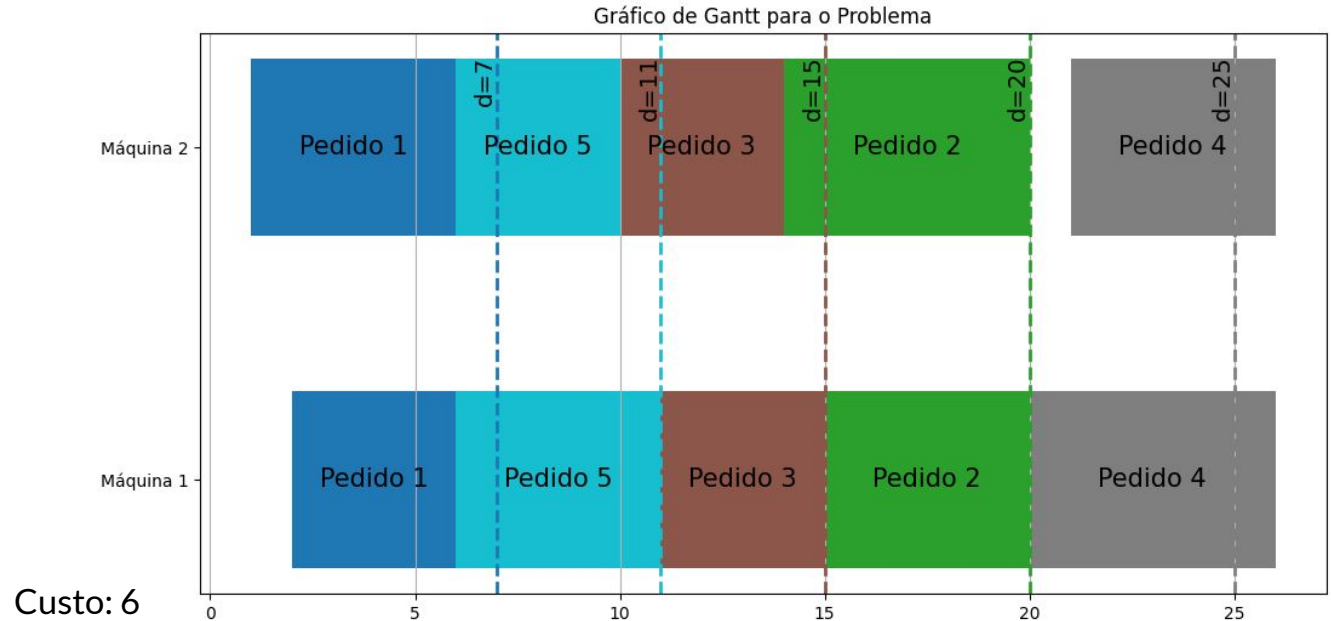 Gráfico de Gantt para o Problema
Máquina 2
Pedido 1
Pedido 5
Pedido 3
Pedido 2
Pedido 4
d=7
d=11
d=15
d=20
d=25
Máquina 1
Pedido 1
Pedido 5
Pedido 3
Pedido 2
Pedido 4
Custo: 6
0
5
10
15
20
25